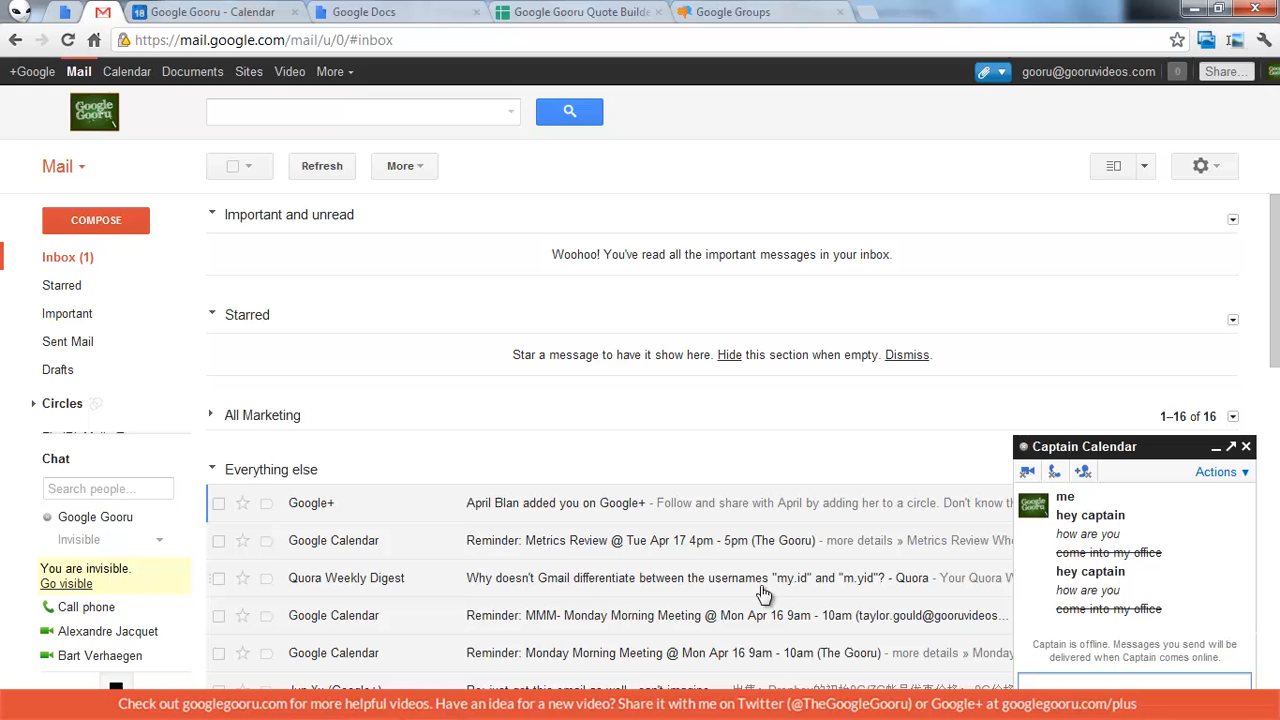 Google Gooru - Calendar
Google Docs
Google Gooru Quote Builde
Google Groups
https://mail.google.com/mail/u/0/#inbox
+Google Mail Calendar Documents Sites Video More
gooru@gooruvideos.com 0 Share...
Google Gooru
Mail
Refresh
More
COMPOSE
Important and unread
Woohoo! You've read all the important messages in your inbox.
Inbox (1)
Starred
Important
Sent Mail
Drafts
Circles
Starred
Star a message to have it show here. Hide this section when empty. Dismiss.
All Marketing
1–16 of 16
Everything else
Google+ April Blan added you on Google+ - Follow and share with April by adding her to a circle. Don't know th
Google Calendar Reminder: Metrics Review @ Tue Apr 17 4pm - 5pm (The Gooru) - more details » Metrics Review Whe
Quora Weekly Digest Why doesn't Gmail differentiate between the usernames "my.id" and "m.yid"? - Quora - Your Quora W
Google Calendar Reminder: MMM- Monday Morning Meeting @ Mon Apr 16 9am - 10am (taylor.gould@gooruvideos...
Google Calendar Reminder: Monday Morning Meeting @ Mon Apr 16 9am - 10am (The Gooru) - more details » Monday
Chat
Search people...
Google Gooru
Invisible
You are invisible.
Go visible
Call phone
Alexandre Jacquet
Bart Verhaegen
Captain Calendar
Actions
me
hey captain
how are you
come into my office
hey captain
how are you
come into my office
Captain is offline. Messages you send will be
delivered when Captain comes online.
Check out googlegooru.com for more helpful videos. Have an idea for a new video? Share it with me on Twitter (@TheGoogleGooru) or Google+ at googlegooru.com/plus